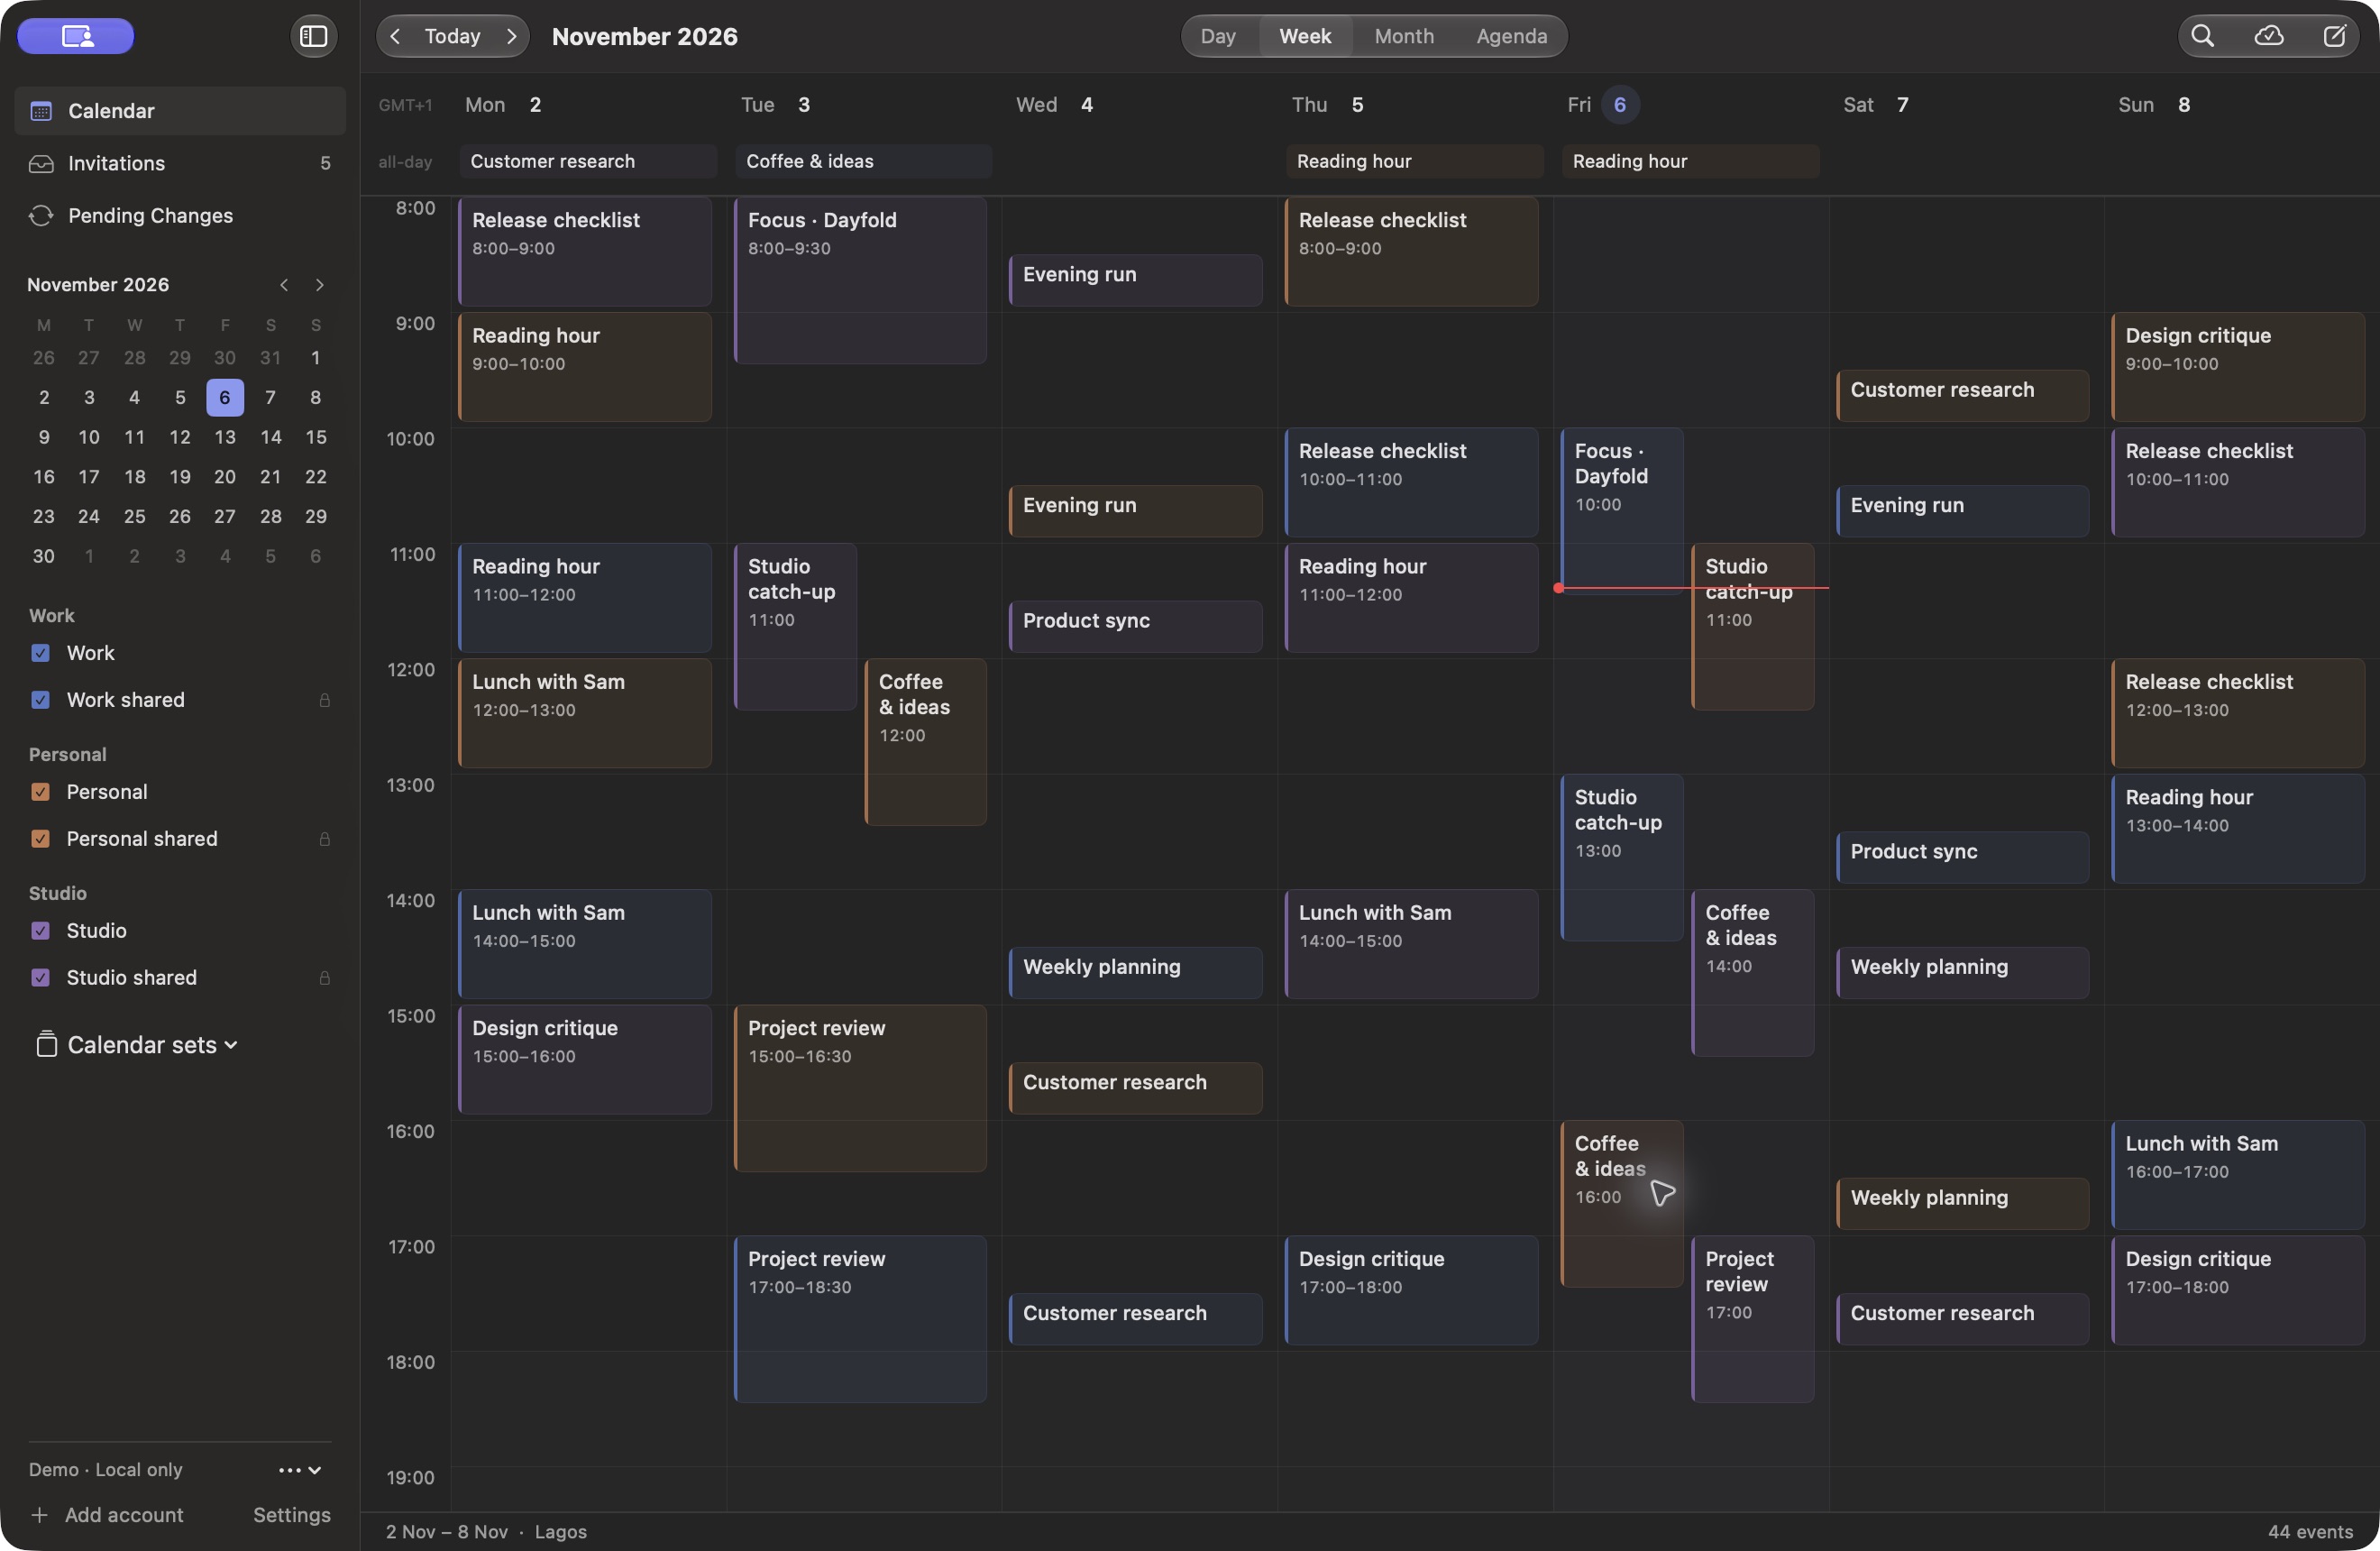 Today
November 2026
Day
Week
Month
Agenda
Calendar
Invitations 5
Pending Changes
November 2026
M T W T F S S
26 27 28 29 30 31 1
2 3 4 5 6 7 8
9 10 11 12 13 14 15
16 17 18 19 20 21 22
23 24 25 26 27 28 29
30 1 2 3 4 5 6
Work
Work
Work shared
Personal
Personal
Personal shared
Studio
Studio
Studio shared
Calendar sets
Demo · Local only
Add account
Settings
GMT+1
Mon 2
Tue 3
Wed 4
Thu 5
Fri 6
Sat 7
Sun 8
all-day
Customer research
Coffee & ideas
Reading hour
Reading hour
8:00
9:00
10:00
11:00
12:00
13:00
14:00
15:00
16:00
17:00
18:00
19:00
Release checklist
8:00–9:00
Reading hour
9:00–10:00
Reading hour
11:00–12:00
Lunch with Sam
12:00–13:00
Lunch with Sam
14:00–15:00
Design critique
15:00–16:00
Focus · Dayfold
8:00–9:30
Studio
catch-up
11:00
Coffee
& ideas
12:00
Project review
15:00–16:30
Project review
17:00–18:30
Evening run
Evening run
Product sync
Weekly planning
Customer research
Customer research
Release checklist
8:00–9:00
Release checklist
10:00–11:00
Reading hour
11:00–12:00
Lunch with Sam
14:00–15:00
Design critique
17:00–18:00
Focus ·
Dayfold
10:00
Studio
catch-up
11:00
Studio
catch-up
13:00
Coffee
& ideas
14:00
Coffee
& ideas
16:00
Project
review
17:00
Customer research
Evening run
Product sync
Weekly planning
Weekly planning
Customer research
Design critique
9:00–10:00
Release checklist
10:00–11:00
Release checklist
12:00–13:00
Reading hour
13:00–14:00
Lunch with Sam
16:00–17:00
Design critique
17:00–18:00
2 Nov – 8 Nov · Lagos
44 events